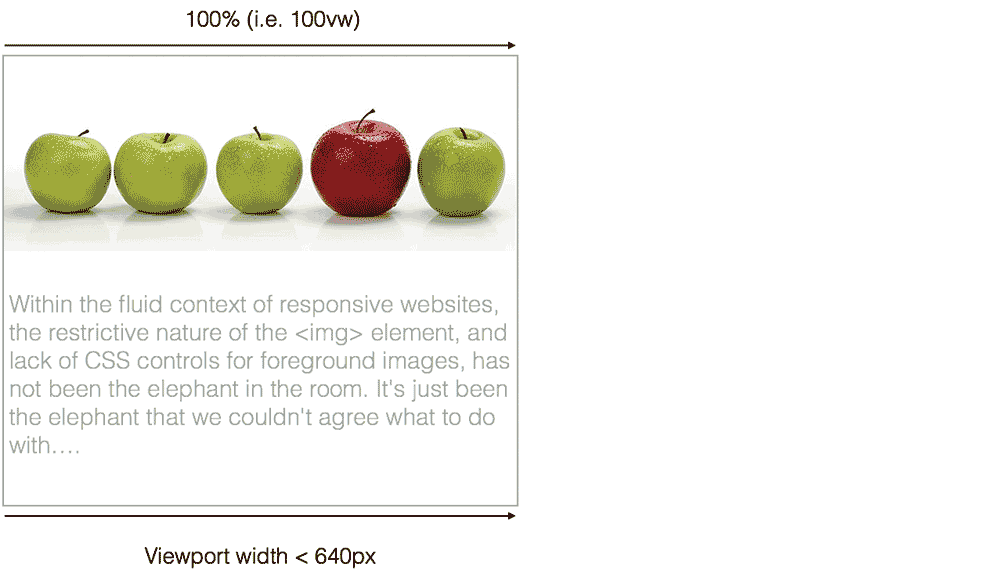 100% (i.e. 100vw)
Within the fluid context of responsive websites,
the restrictive nature of the <img> element, and
lack of CSS controls for foreground images, has
not been the elephant in the room. It's just been
the elephant that we couldn't agree what to do
with….
Viewport width < 640px